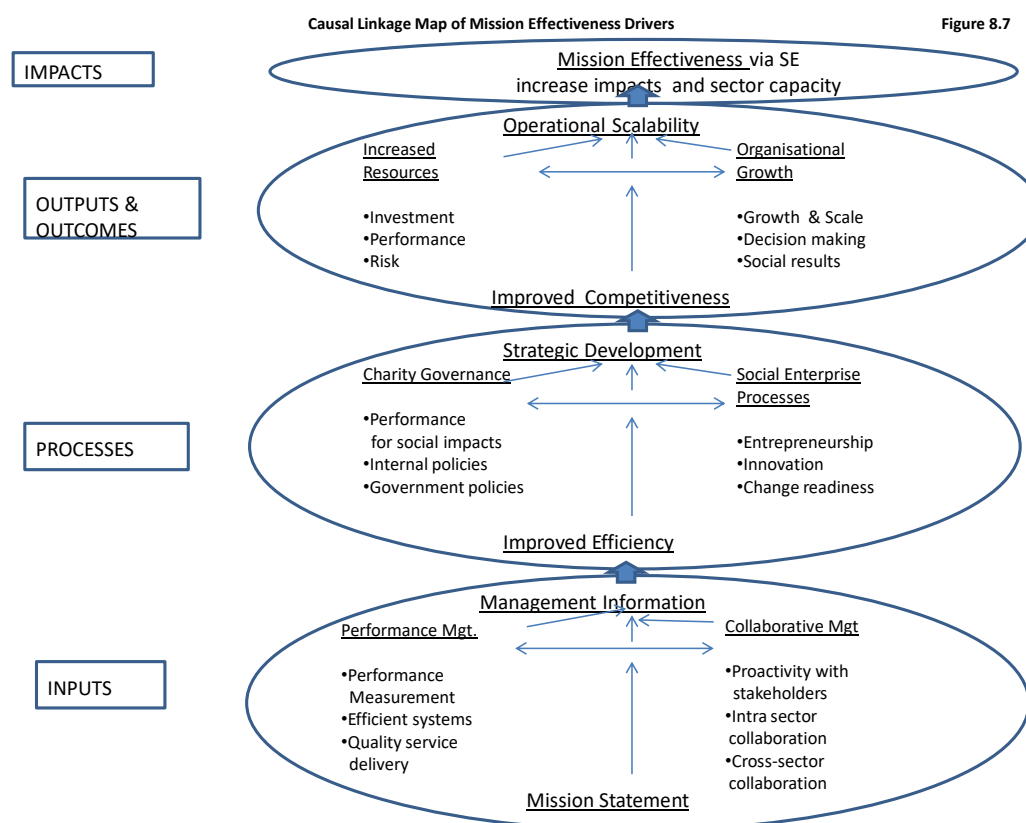 Causal Linkage Map of Mission Effectiveness Drivers
Figure 8.7
IMPACTS
Mission Effectiveness via SE
increase impacts and sector capacity
Operational Scalability
Increased
Resources
Organisational
Growth
OUTPUTS &
OUTCOMES
•Investment
•Performance
•Risk
•Growth & Scale
•Decision making
•Social results
Improved Competitiveness
Strategic Development
Charity Governance
Social Enterprise
Processes
PROCESSES
•Performance
for social impacts
•Internal policies
•Government policies
•Entrepreneurship
•Innovation
•Change readiness
Improved Efficiency
Management Information
Performance Mgt.
Collaborative Mgt
INPUTS
•Performance
Measurement
•Efficient systems
•Quality service
delivery
•Proactivity with
stakeholders
•Intra sector
collaboration
•Cross-sector
collaboration
Mission Statement